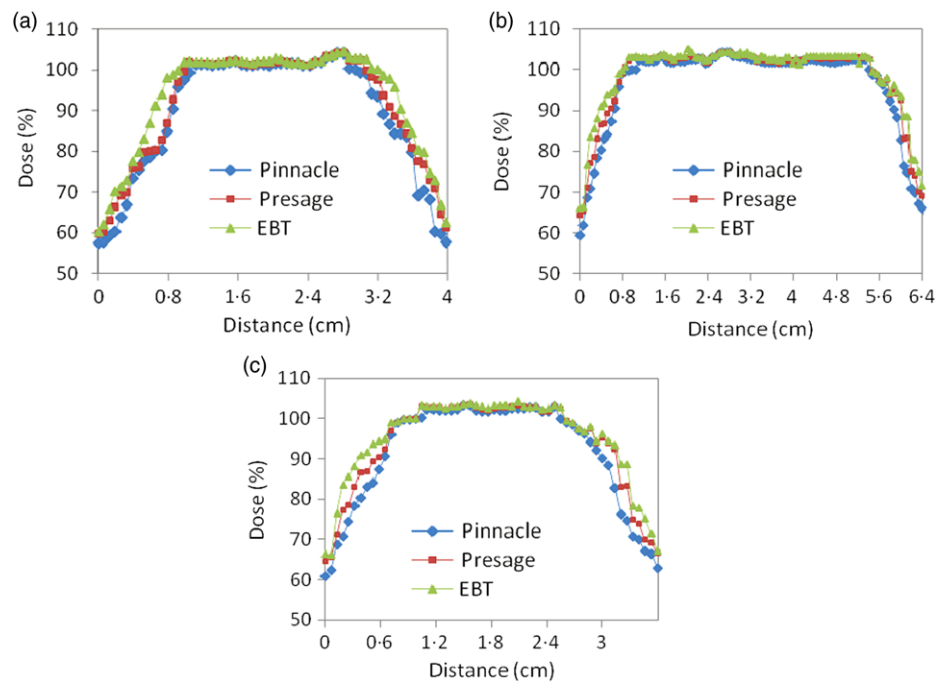 (a)
110
100
90
80
70
60
50
Dose (%)
Pinnacle
Presage
EBT
0 0·8 1·6 2·4 3·2 4
Distance (cm)
(b)
110
100
90
80
70
60
50
Dose (%)
Pinnacle
Presage
EBT
0 0·8 1·6 2·4 3·2 4 4·8 5·6 6·4
Distance (cm)
(c)
110
100
90
80
70
60
50
Dose (%)
Pinnacle
Presage
EBT
0 0·6 1·2 1·8 2·4 3
Distance (cm)